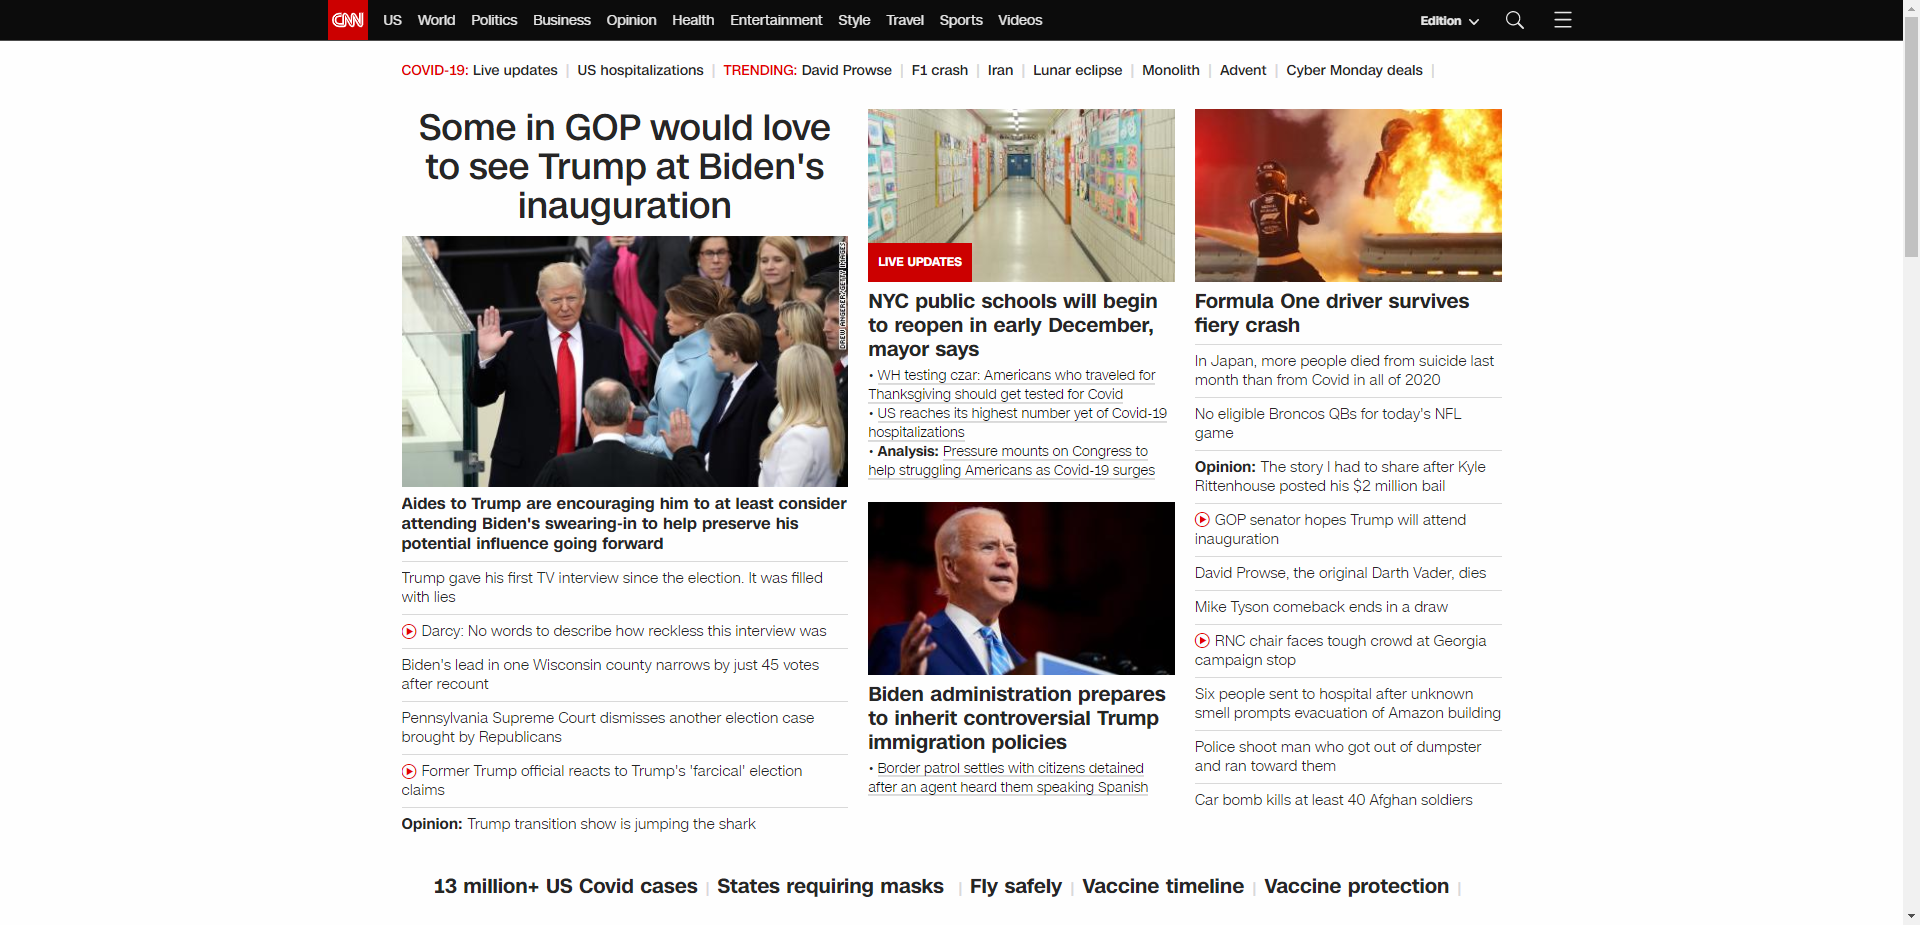 CNN US World Politics Business Opinion Health Entertainment Style Travel Sports Videos Edition
COVID-19: Live updates | US hospitalizations | TRENDING: David Prowse | F1 crash | Iran | Lunar eclipse | Monolith | Advent | Cyber Monday deals |
Some in GOP would love
to see Trump at Biden's
inauguration
DREW ANGERER/GETTY IMAGES
Aides to Trump are encouraging him to at least consider
attending Biden's swearing-in to help preserve his
potential influence going forward
Trump gave his first TV interview since the election. It was filled
with lies
Darcy: No words to describe how reckless this interview was
Biden's lead in one Wisconsin county narrows by just 45 votes
after recount
Pennsylvania Supreme Court dismisses another election case
brought by Republicans
Former Trump official reacts to Trump's 'farcical' election
claims
Opinion: Trump transition show is jumping the shark
LIVE UPDATES
NYC public schools will begin
to reopen in early December,
mayor says
• WH testing czar: Americans who traveled for
Thanksgiving should get tested for Covid
• US reaches its highest number yet of Covid-19
hospitalizations
• Analysis: Pressure mounts on Congress to
help struggling Americans as Covid-19 surges
Biden administration prepares
to inherit controversial Trump
immigration policies
• Border patrol settles with citizens detained
after an agent heard them speaking Spanish
Formula One driver survives
fiery crash
In Japan, more people died from suicide last
month than from Covid in all of 2020
No eligible Broncos QBs for today's NFL
game
Opinion: The story I had to share after Kyle
Rittenhouse posted his $2 million bail
GOP senator hopes Trump will attend
inauguration
David Prowse, the original Darth Vader, dies
Mike Tyson comeback ends in a draw
RNC chair faces tough crowd at Georgia
campaign stop
Six people sent to hospital after unknown
smell prompts evacuation of Amazon building
Police shoot man who got out of dumpster
and ran toward them
Car bomb kills at least 40 Afghan soldiers
13 million+ US Covid cases | States requiring masks | Fly safely | Vaccine timeline | Vaccine protection |